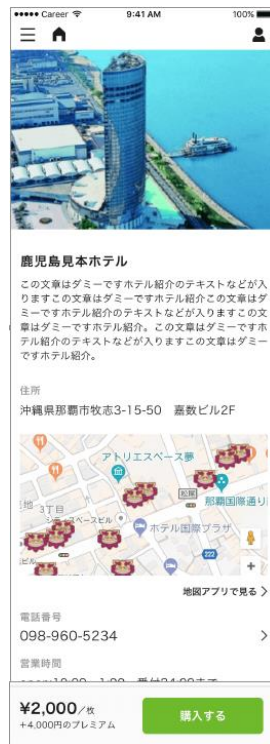 Career
9:41 AM
100%
鹿児島見本ホテル
この文章はダミーですホテル紹介のテキストなどが入
りますこの文章はダミーですホテル紹介この文章はダ
ミーですホテル紹介のテキストなどが入りますこの文
章はダミーですホテル紹介。この文章はダミーですホ
テル紹介のテキストなどが入りますこの文章はダミー
ですホテル紹介。
住所
沖縄県那覇市牧志3-15-50 嘉数ビル2F
アトリエスペース夢
松尾
那覇国際通り
3丁目
ホテル国際プラザ
222
+
地図アプリで見る >
電話番号
098-960-5234 >
営業時間
¥2,000/枚
+4,000円のプレミアム
購入する